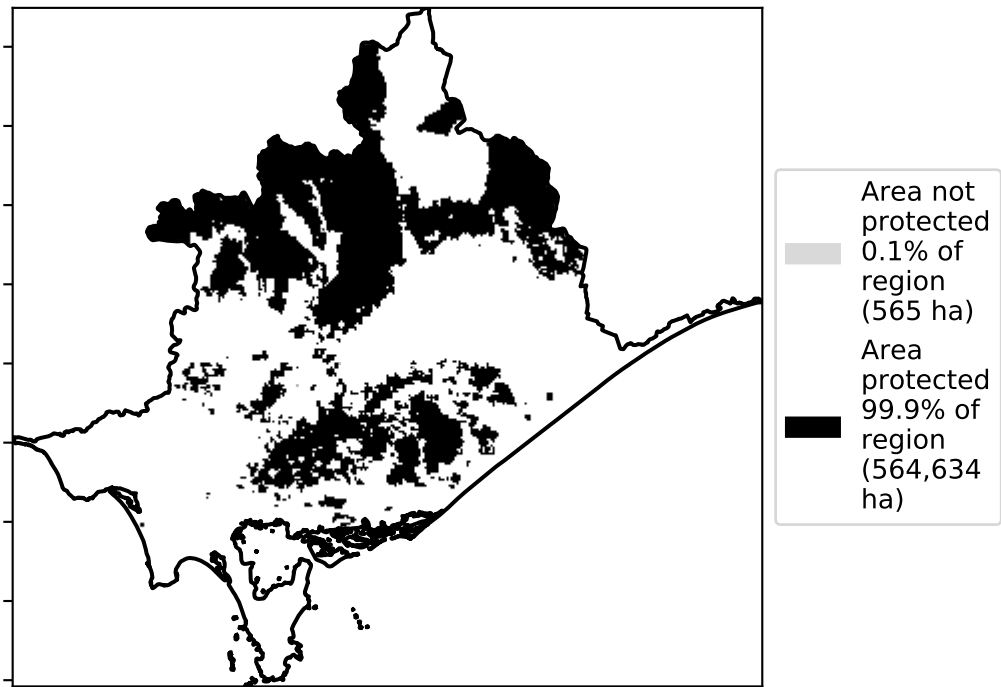 Area not
protected
0.1% of
region
(565 ha)
Area
protected
99.9% of
region
(564,634
ha)